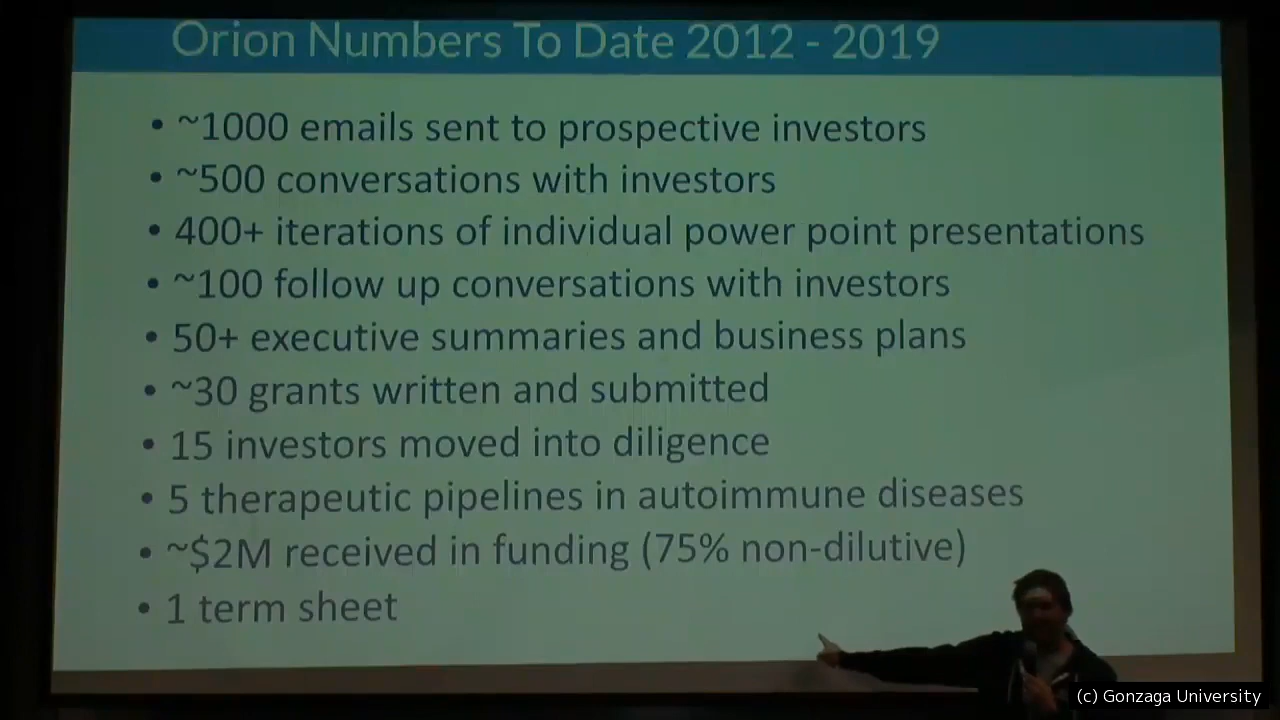 Orion Numbers To Date 2012 - 2019
• ~1000 emails sent to prospective investors
• ~500 conversations with investors
• 400+ iterations of individual power point presentations
• ~100 follow up conversations with investors
• 50+ executive summaries and business plans
• ~30 grants written and submitted
• 15 investors moved into diligence
• 5 therapeutic pipelines in autoimmune diseases
• ~$2M received in funding (75% non-dilutive)
• 1 term sheet
(c) Gonzaga University